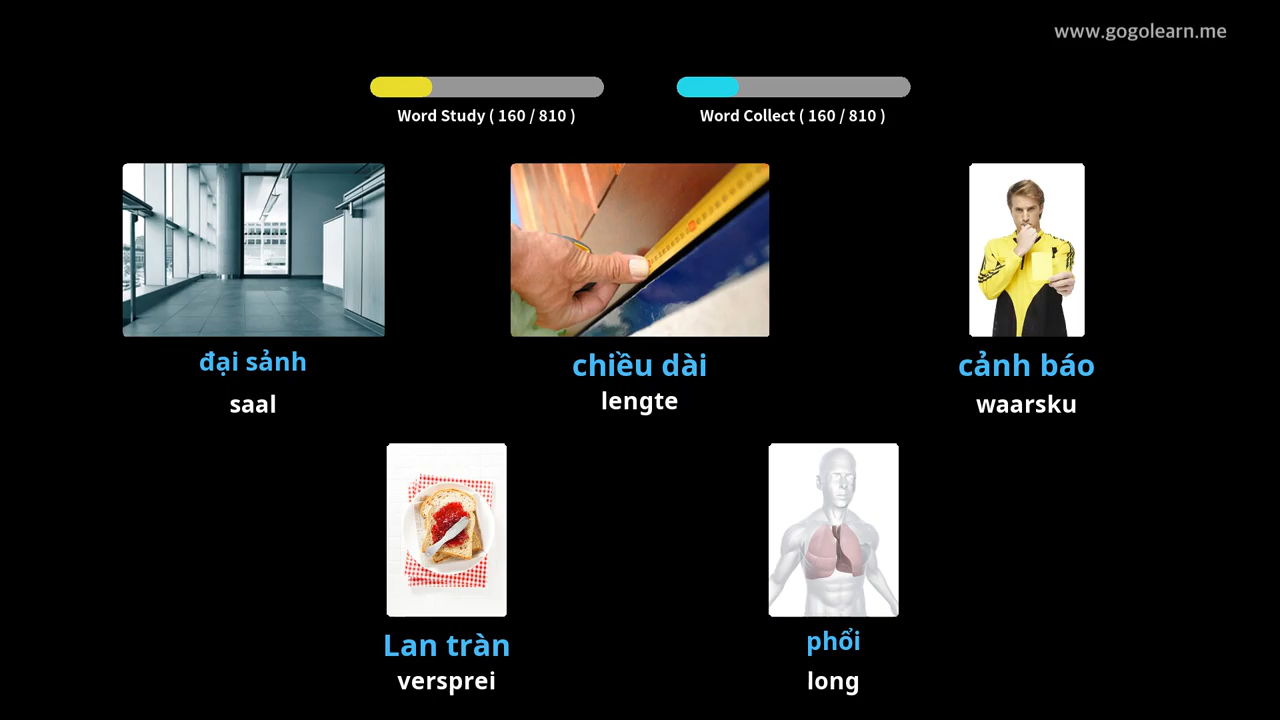 www.gogolearn.me
Word Study ( 160 / 810 )
Word Collect ( 160 / 810 )
đại sảnh
saal
chiều dài
lengte
cảnh báo
waarsku
Lan tràn
versprei
phổi
long